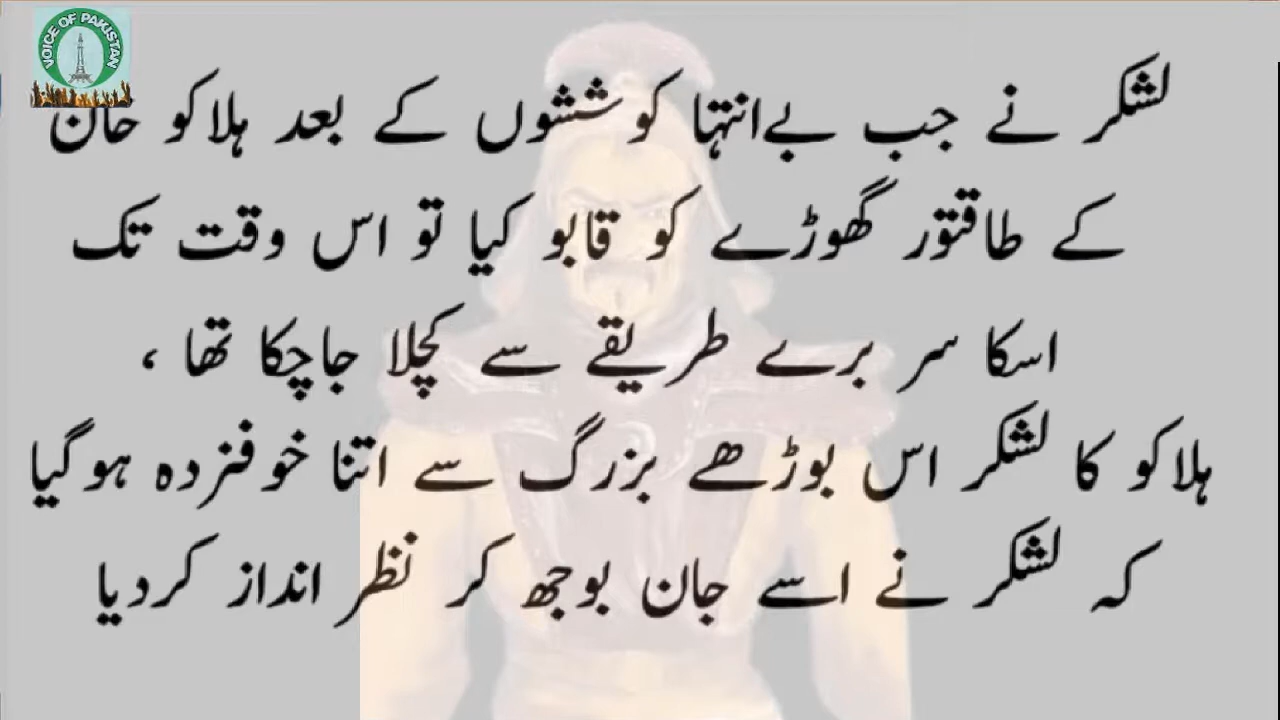 VOICE OF PAKISTAN
لشکر نے جب بےانتہا کوششوں کے بعد ہلاکو خان
کے طاقتور گھوڑے کو قابو کیا تو اس وقت تک
اسکا سر برے طریقے سے کچلا جاچکا تھا ،
ہلاکو کا لشکر اس بوڑھے بزرگ سے اتنا خوفزدہ ہوگیا
کہ لشکر نے اسے جان بوجھ کر نظر انداز کردیا